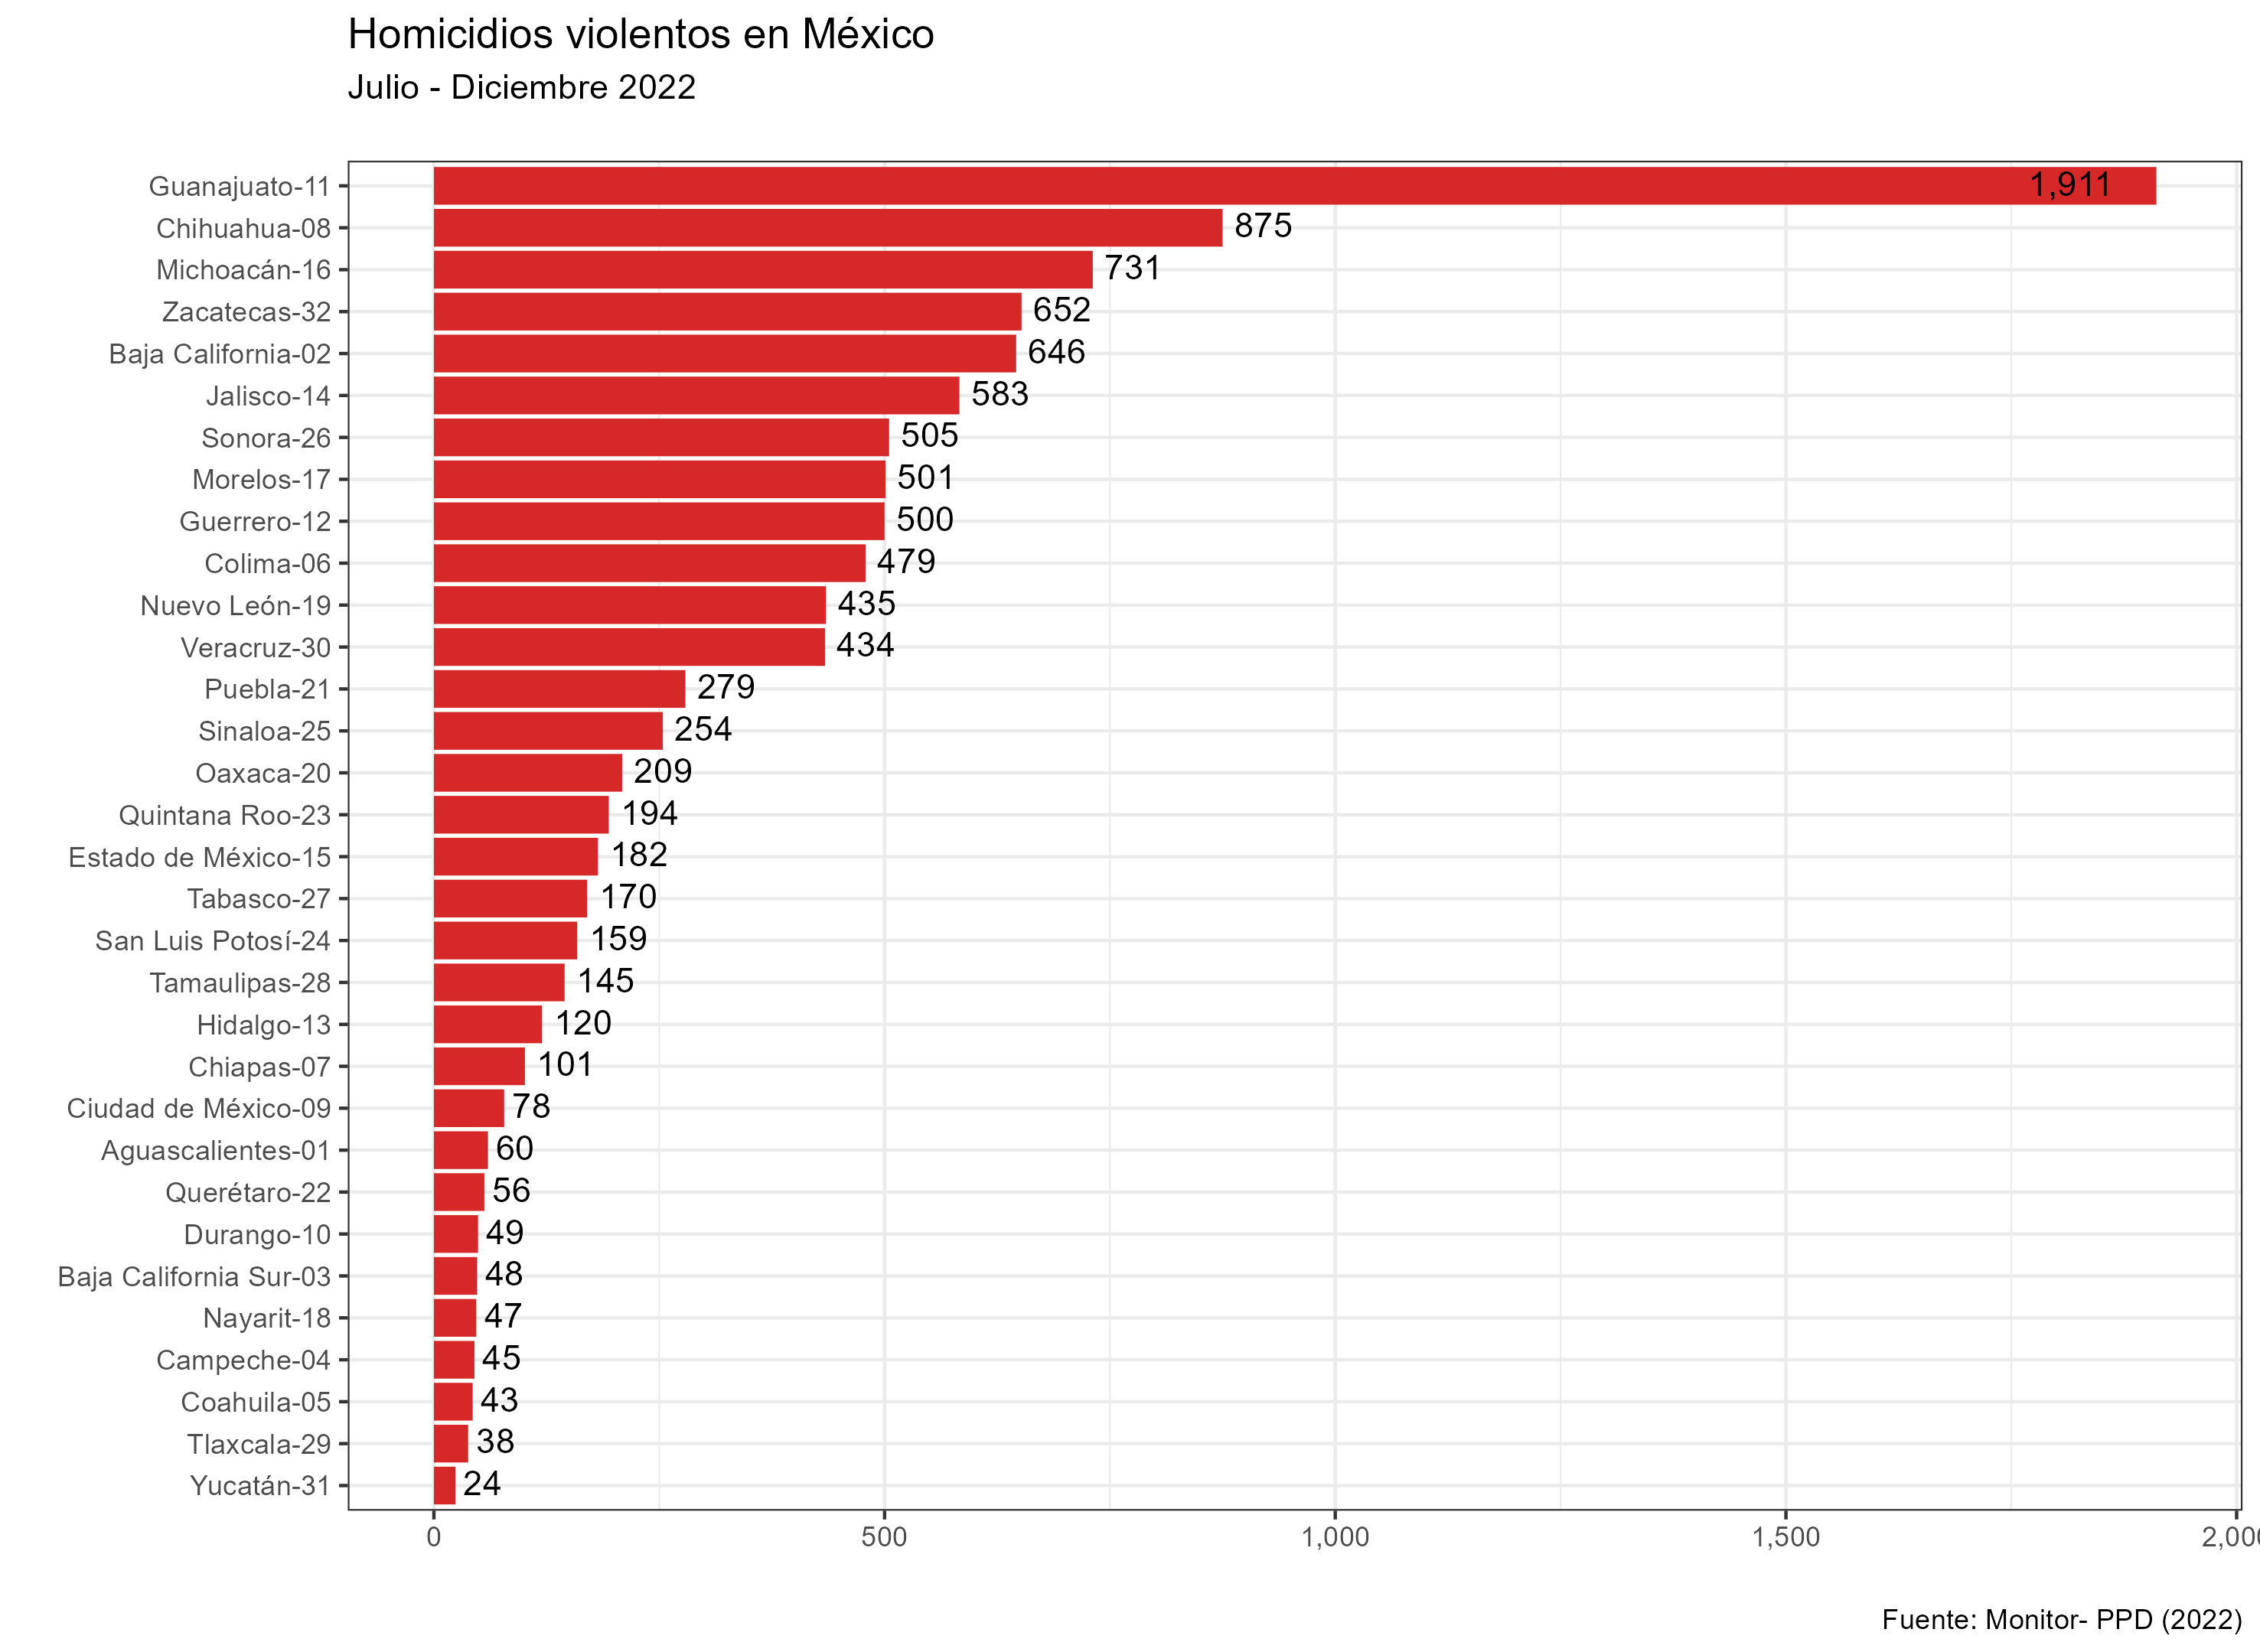 Homicidios violentos en México
Julio - Diciembre 2022
Guanajuato-11 1,911
Chihuahua-08 875
Michoacán-16 731
Zacatecas-32 652
Baja California-02 646
Jalisco-14 583
Sonora-26 505
Morelos-17 501
Guerrero-12 500
Colima-06 479
Nuevo León-19 435
Veracruz-30 434
Puebla-21 279
Sinaloa-25 254
Oaxaca-20 209
Quintana Roo-23 194
Estado de México-15 182
Tabasco-27 170
San Luis Potosí-24 159
Tamaulipas-28 145
Hidalgo-13 120
Chiapas-07 101
Ciudad de México-09 78
Aguascalientes-01 60
Querétaro-22 56
Durango-10 49
Baja California Sur-03 48
Nayarit-18 47
Campeche-04 45
Coahuila-05 43
Tlaxcala-29 38
Yucatán-31 24
0 500 1,000 1,500 2,000
Fuente: Monitor- PPD (2022)